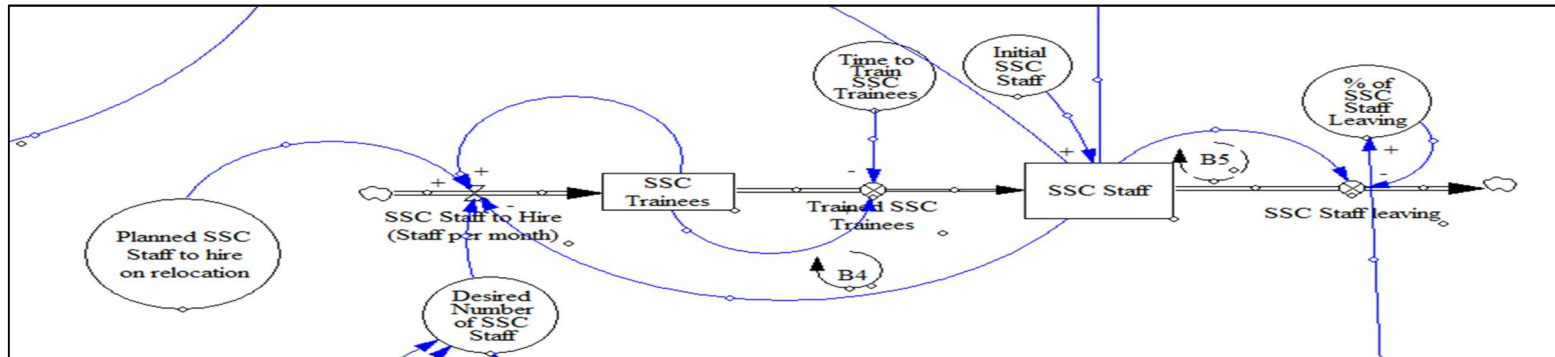 Time to
Train
SSC
Trainees
Initial
SSC
Staff
% of
SSC
Staff
Leaving
+
+
+
+
-
-
-
+
B5
SSC
Trainees
SSC Staff
SSC Staff to Hire
(Staff per month)
Trained SSC
Trainees
SSC Staff leaving
Planned SSC
Staff to hire
on relocation
B4
Desired
Number
of SSC
Staff